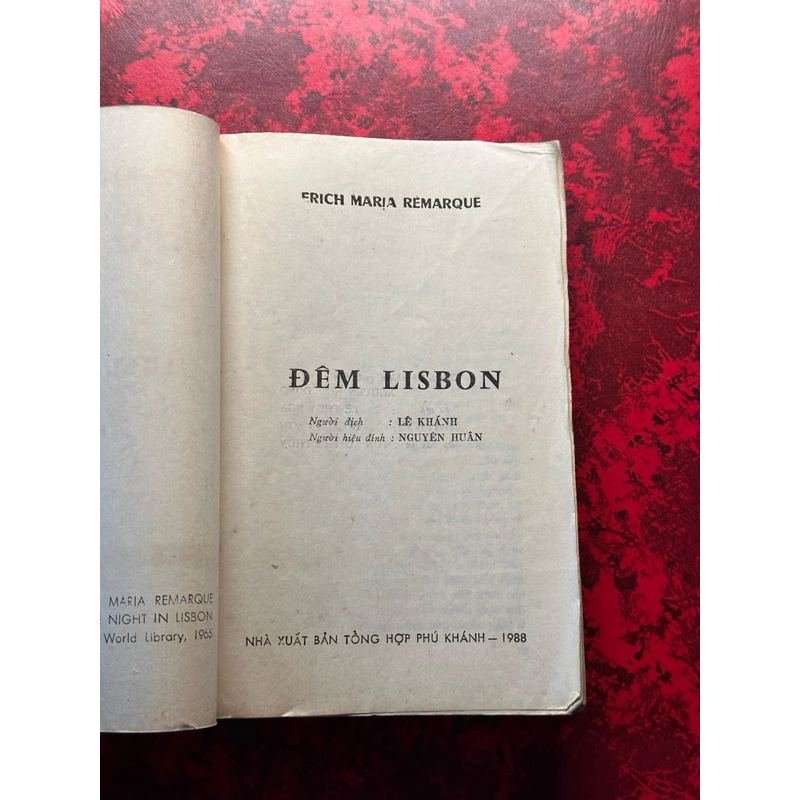 MARIA REMARQUE
NIGHT IN LISBON
World Library, 1965
ERICH MARIA REMARQUE
ĐÊM LISBON
Người dịch : LÊ KHÁNH
Người hiệu đính : NGUYỄN HUÂN
NHÀ XUẤT BẢN TỔNG HỢP PHÚ KHÁNH — 1988